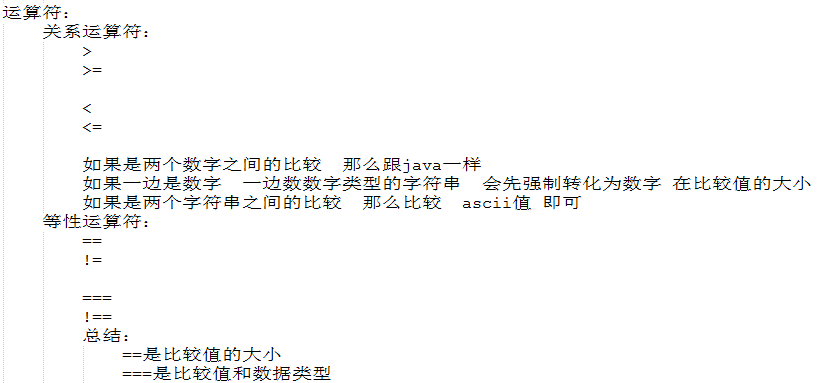 运算符：
关系运算符：
>
>=
<
<=
如果是两个数字之间的比较 那么跟java一样
如果一边是数字 一边数数字类型的字符串 会先强制转化为数字 在比较值的大小
如果是两个字符串之间的比较 那么比较 ascii值 即可
等性运算符：
==
!=
===
!==
总结：
==是比较值的大小
===是比较值和数据类型